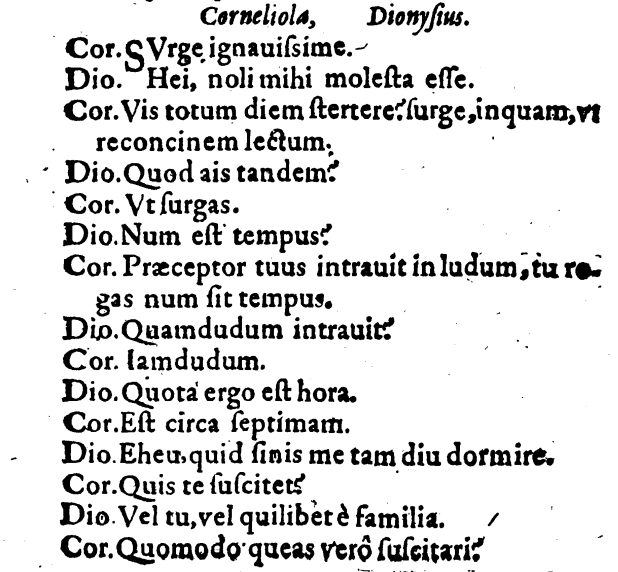 Corneliola, Dionyſius.
Cor. SVrge ignauiſsime.
Dio. Hei, noli mihi moleſta eſſe.
Cor. Vis totum diem ſtertere? ſurge, inquam, vt
reconcinem lectum.
Dio. Quod ais tandem?
Cor. Vt ſurgas.
Dio. Num eſt tempus?
Cor. Præceptor tuus intrauit in ludum, tu ro-
gas num ſit tempus.
Dio. Quamdudum intrauit?
Cor. Iamdudum.
Dio. Quota ergo eſt hora.
Cor. Eſt circa ſeptimam.
Dio. Eheu, quid ſinis me tam diu dormire.
Cor. Quis te ſuſcitet?
Dio. Vel tu, vel quilibet è familia.
Cor. Quomodo queas verô ſuſcitari?